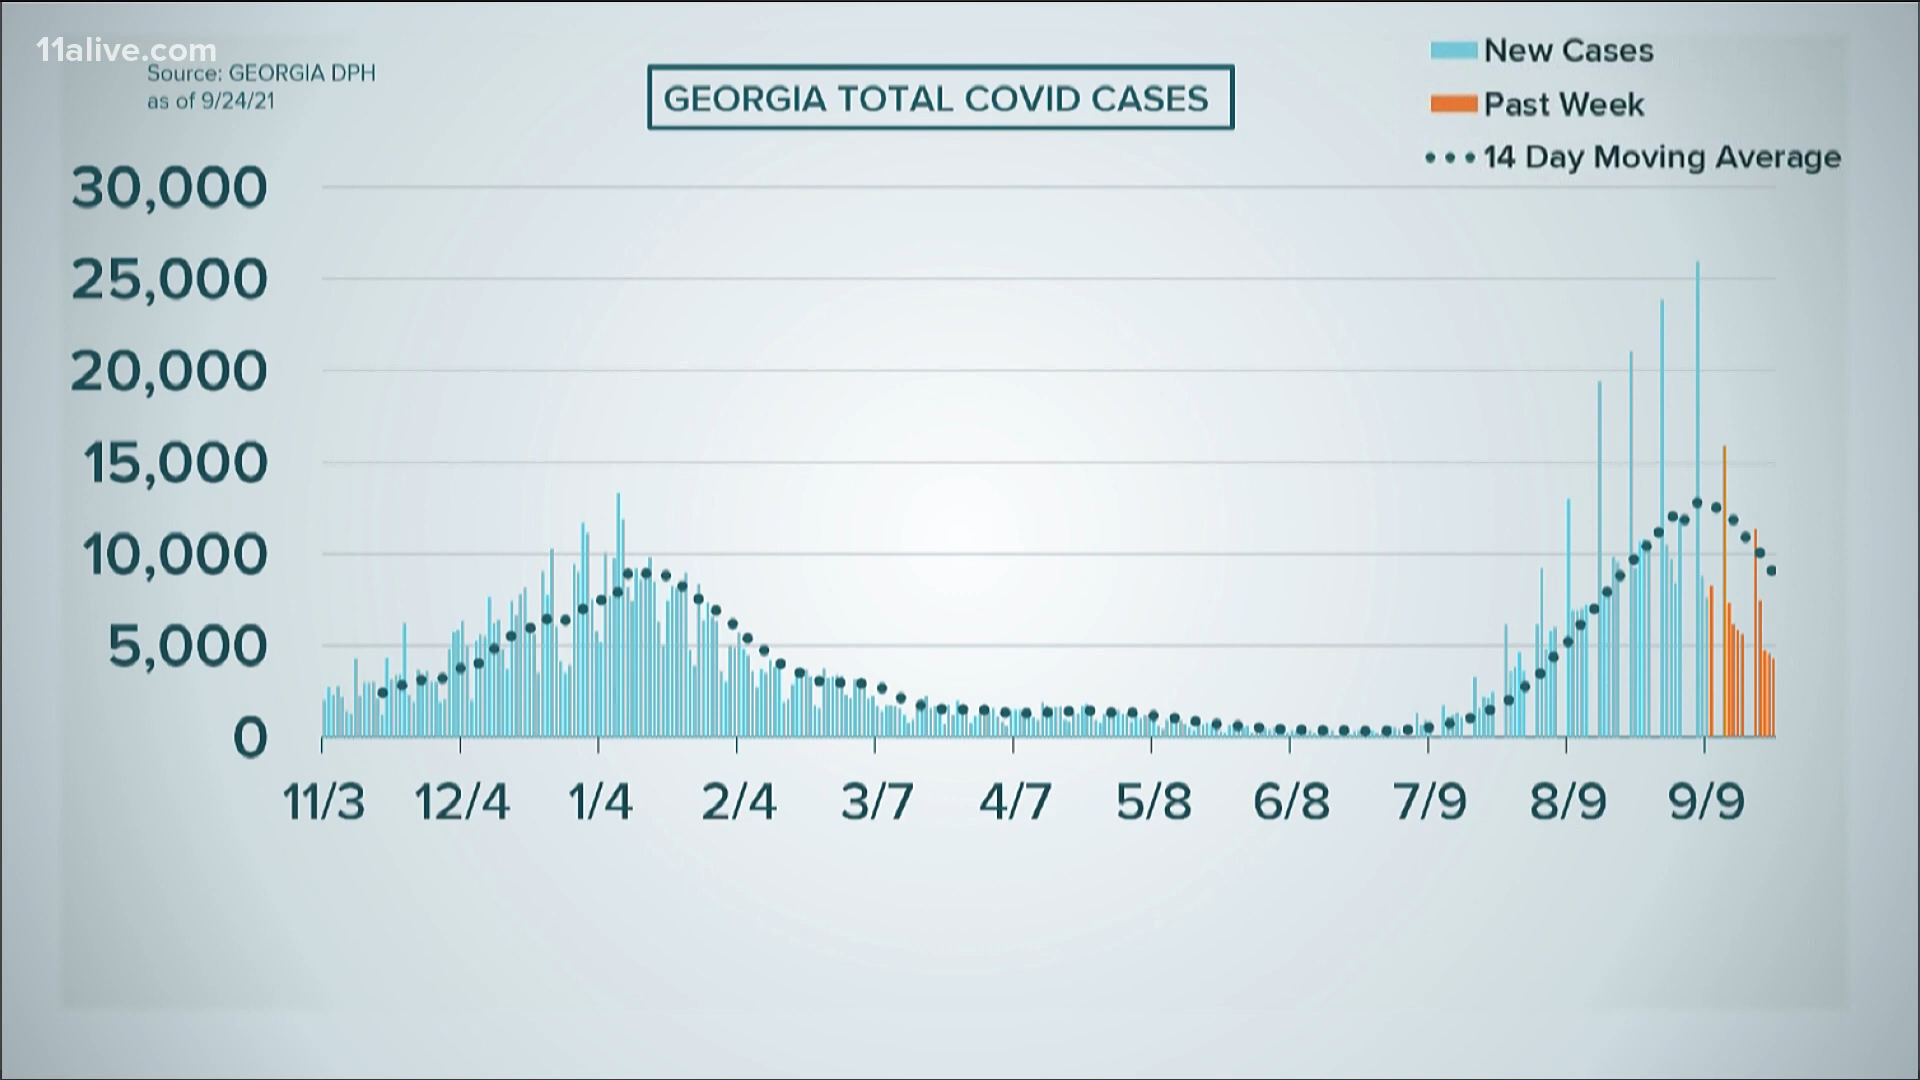 11alive.com
Source: GEORGIA DPH
as of 9/24/21
GEORGIA TOTAL COVID CASES
New Cases
Past Week
14 Day Moving Average
30,000
25,000
20,000
15,000
10,000
5,000
0
11/3 12/4 1/4 2/4 3/7 4/7 5/8 6/8 7/9 8/9 9/9